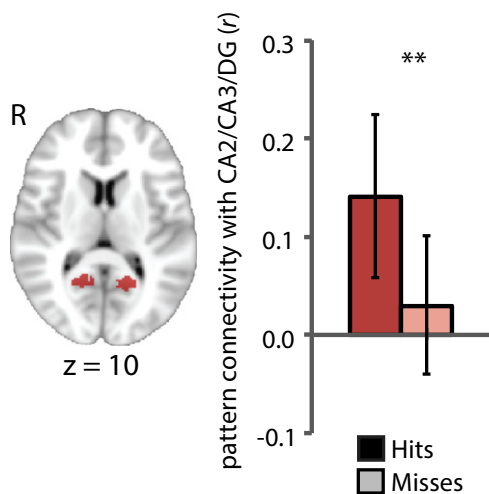 R
z = 10
pattern connectivity with CA2/CA3/DG (r)
0.3
0.2
0.1
0.0
-0.1
**
Hits
Misses